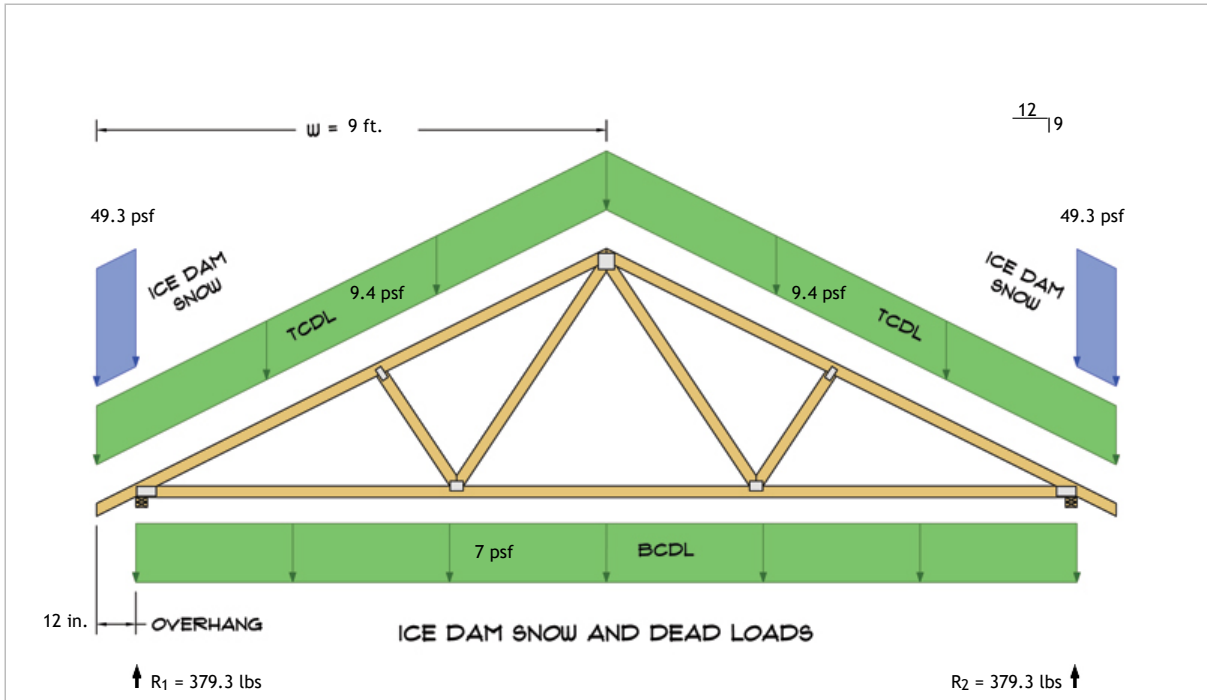 W = 9 ft.
12
9
49.3 psf
49.3 psf
ICE DAM
SNOW
ICE DAM
SNOW
9.4 psf
9.4 psf
TCDL
TCDL
7 psf
BCDL
12 in.
OVERHANG
ICE DAM SNOW AND DEAD LOADS
R₁ = 379.3 lbs
R₂ = 379.3 lbs